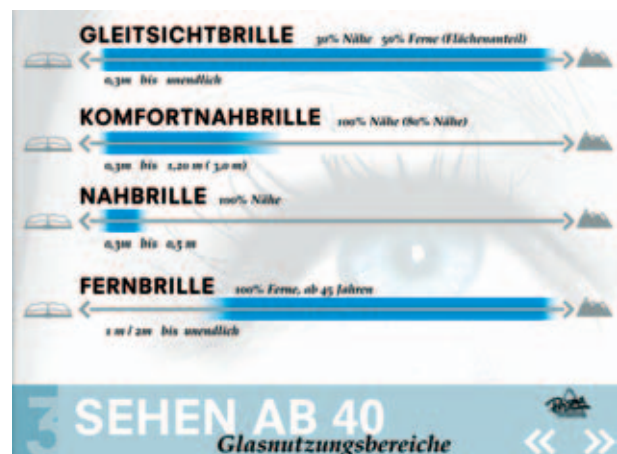 GLEITSICHTBRILLE 30% Nähe 50% Ferne (Flächenanteil)
0,3m bis unendlich
KOMFORTNAHBRILLE 100% Nähe (80% Nähe)
0,3m bis 1,20 m ( 3,0 m)
NAHBRILLE 100% Nähe
0,3m bis 0,5 m
FERNBRILLE 100% Ferne, ab 45 Jahren
1 m / 2m bis unendlich
3 SEHEN AB 40
Glasnutzungsbereiche
« »